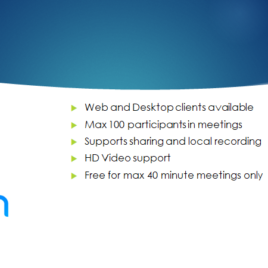 Web and Desktop clients available
Max 100 participants in meetings
Supports sharing and local recording
HD Video support
Free for max 40 minute meetings only